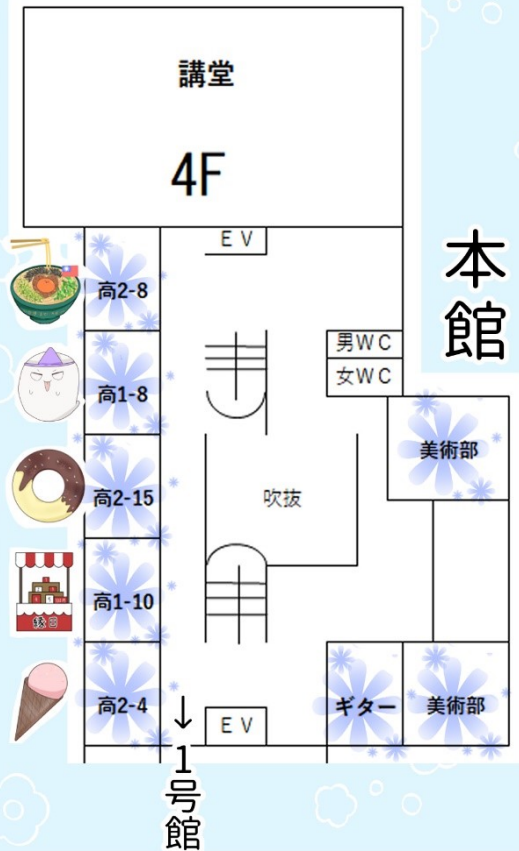 講堂
4F
本館
EV
高2-8
男WC
女WC
高1-8
美術部
高2-15
吹抜
高1-10
縁日
高2-4
ギター
美術部
EV
↓
1号館